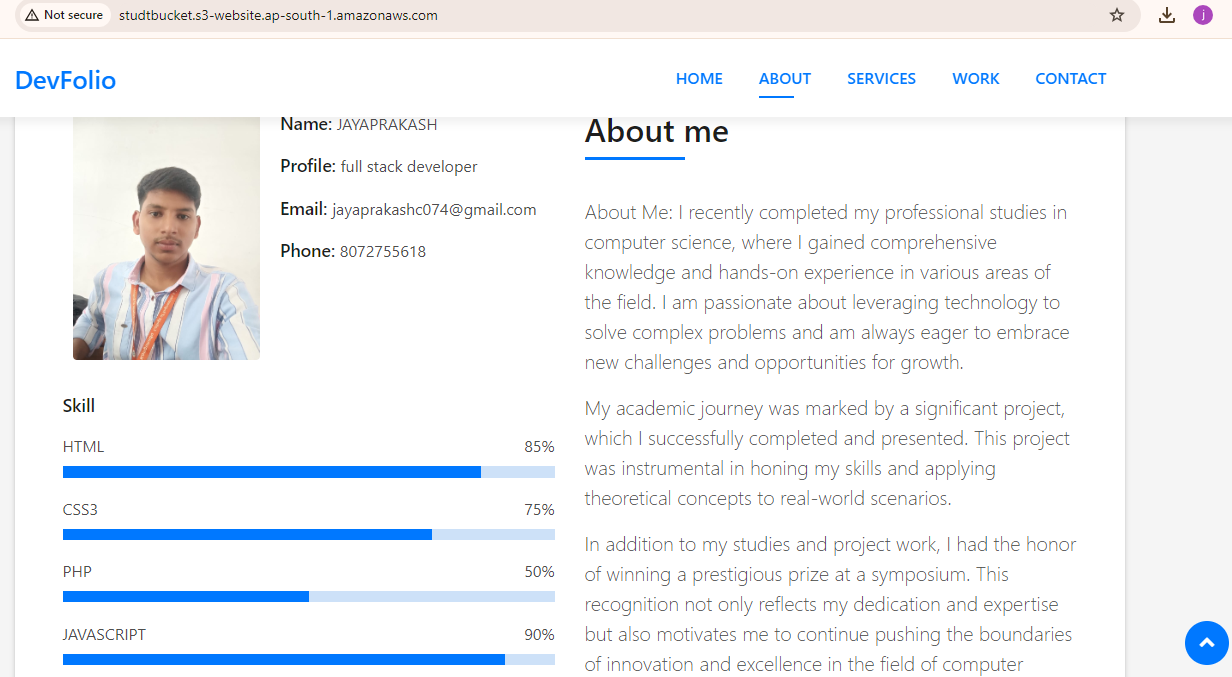 Not secure studtbucket.s3-website.ap-south-1.amazonaws.com
j
DevFolio
HOME ABOUT SERVICES WORK CONTACT
Name: JAYAPRAKASH
Profile: full stack developer
Email: jayaprakashc074@gmail.com
Phone: 8072755618
Skill
HTML 85%
CSS3 75%
PHP 50%
JAVASCRIPT 90%
About me
About Me: I recently completed my professional studies in
computer science, where I gained comprehensive
knowledge and hands-on experience in various areas of
the field. I am passionate about leveraging technology to
solve complex problems and am always eager to embrace
new challenges and opportunities for growth.
My academic journey was marked by a significant project,
which I successfully completed and presented. This project
was instrumental in honing my skills and applying
theoretical concepts to real-world scenarios.
In addition to my studies and project work, I had the honor
of winning a prestigious prize at a symposium. This
recognition not only reflects my dedication and expertise
but also motivates me to continue pushing the boundaries
of innovation and excellence in the field of computer